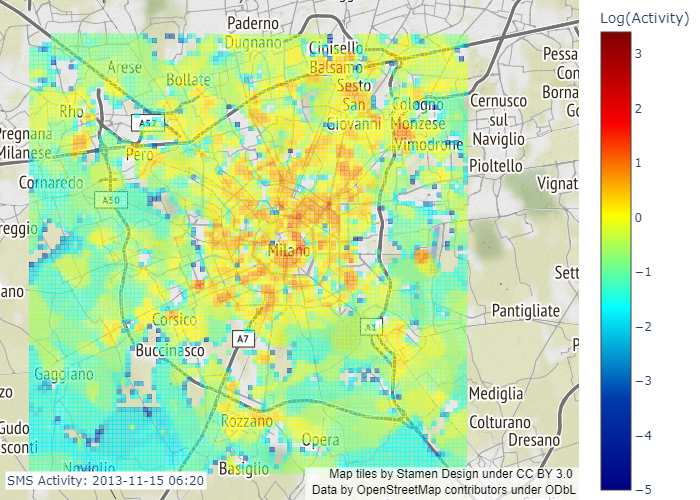 Log(Activity)
3
2
1
0
−1
−2
−3
−4
−5
Paderno
Dugnano
Cinisello
Balsamo
Arese
Bollate
Sesto
San
Giovanni
Rho
A52
Cologno
Monzese
Vimodrone
Cernusco
sul
Naviglio
Pioltello
Pessa
Con
Borna
Go
Pregnana
Milanese
Pero
Cornaredo
A50
Vignat
reggio
Milano
Sett
ano
Pantigliate
Corsico
A7
A1
Buccinasco
P
Gaggiano
zo
Mediglia
Rozzano
Colturano
Gudo
sconti
Opera
Dresano
Noviglio
Basiglio
SMS Activity: 2013-11-15 06:20
Map tiles by Stamen Design under CC BY 3.0
Data by OpenStreetMap contributors under ODbL